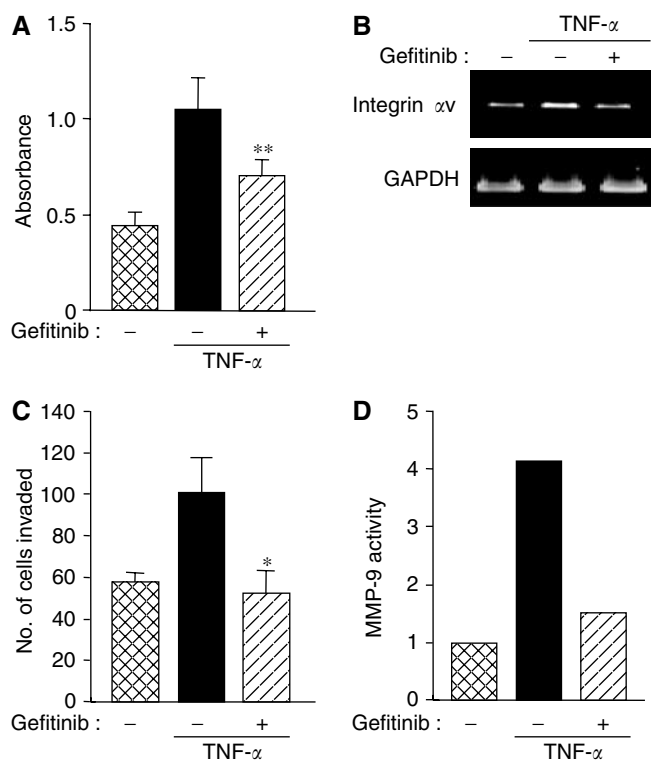 A
1.5
1.0
0.5
0
Absorbance
**
Gefitinib : − − +
TNF-α
B
TNF-α
Gefitinib : − − +
Integrin αv
GAPDH
C
140
120
100
80
60
40
20
0
No. of cells invaded
*
Gefitinib : − − +
TNF-α
D
5
4
3
2
1
0
MMP-9 activity
Gefitinib : − − +
TNF-α